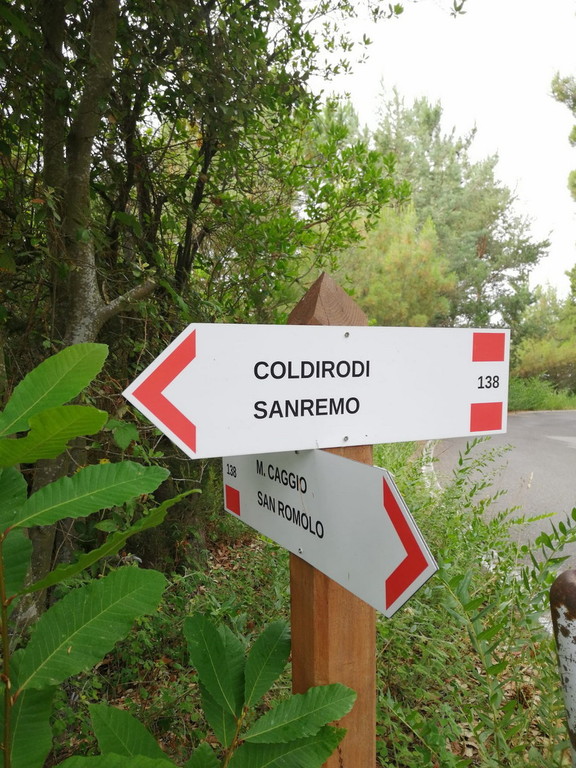 COLDIRODI
SANREMO
138
138
M. CAGGIO
SAN ROMOLO